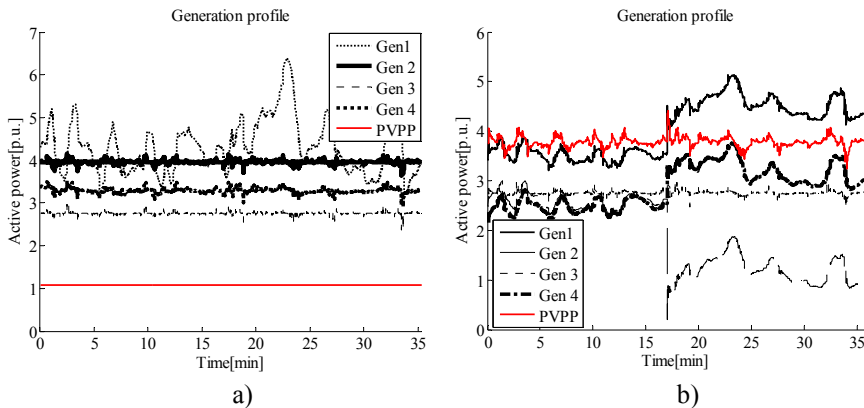 Generation profile
7
6
5
4
3
2
1
0
Active power[p.u.]
Gen1
Gen 2
Gen 3
Gen 4
PVPP
0 5 10 15 20 25 30 35
Time[min]
a)
Generation profile
6
5
4
3
2
1
0
Active power[p.u.]
Gen1
Gen 2
Gen 3
Gen 4
PVPP
0 5 10 15 20 25 30 35
Time[min]
b)